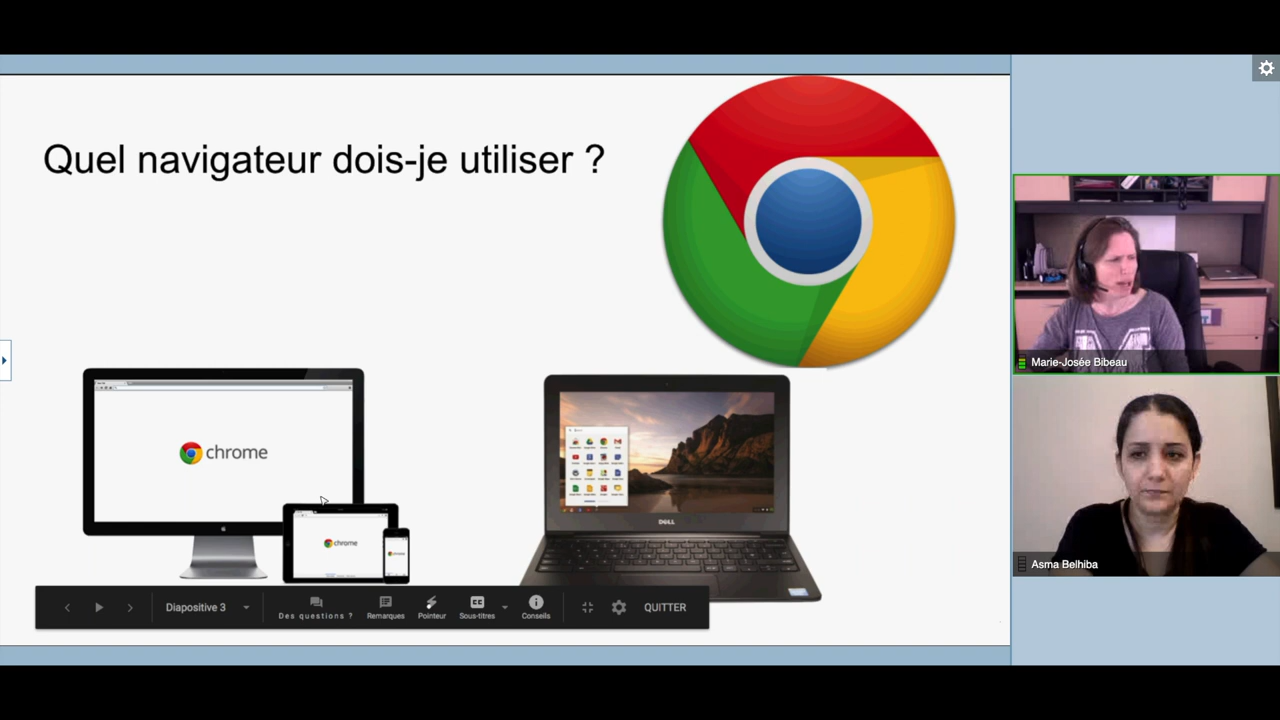 Quel navigateur dois-je utiliser ?
chrome
chrome
chrome
DELL
Diapositive 3
Des questions ?
Remarques
Pointeur
Sous-titres
Conseils
QUITTER
Marie-Josée Bibeau
Asma Belhiba